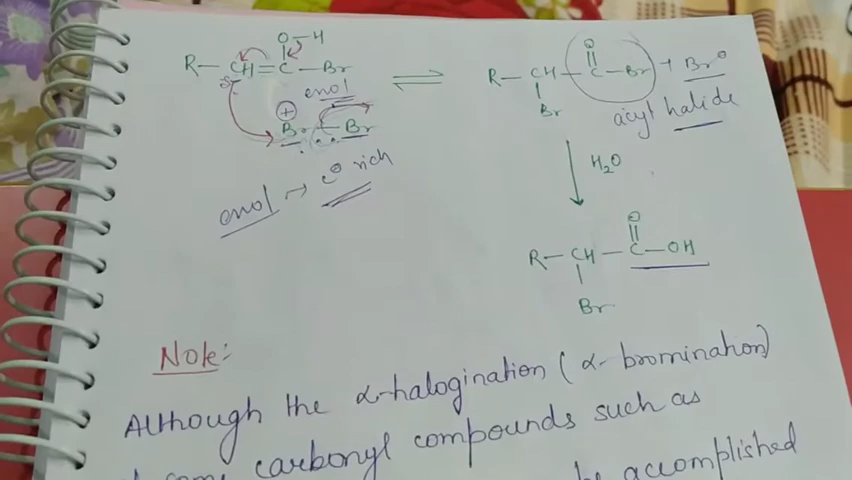 O–H
R–CH=C–Br
enol
⊕
Br–Br
enol → e⊖ rich
⇌
O
R–CH–C–Br + Br⊖
Br
acyl halide
H₂O
O
R–CH–C–OH
Br
Note:-
Although the α-halogination (α-bromination)
carbonyl compounds such as
be accomplished